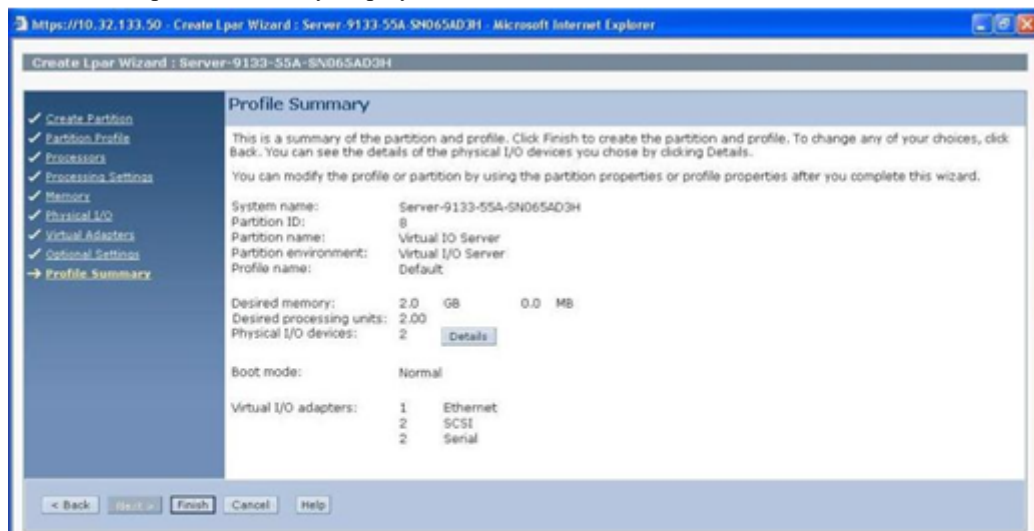 https://10.32.133.50 - Create Lpar Wizard : Server-9133-55A-SN065AD3H - Microsoft Internet Explorer
Create Lpar Wizard : Server-9133-55A-SN065AD3H
Create Partition
Partition Profile
Processors
Processing Settings
Memory
Physical I/O
Virtual Adapters
Optional Settings
Profile Summary
Profile Summary
This is a summary of the partition and profile. Click Finish to create the partition and profile. To change any of your choices, click
Back. You can see the details of the physical I/O devices you chose by clicking Details.
You can modify the profile or partition by using the partition properties or profile properties after you complete this wizard.
System name: Server-9133-55A-SN065AD3H
Partition ID: 8
Partition name: Virtual IO Server
Partition environment: Virtual I/O Server
Profile name: Default
Desired memory: 2.0 GB 0.0 MB
Desired processing units: 2.00
Physical I/O devices: 2 Details
Boot mode: Normal
Virtual I/O adapters: 1 Ethernet
2 SCSI
2 Serial
< Back Next > Finish Cancel Help